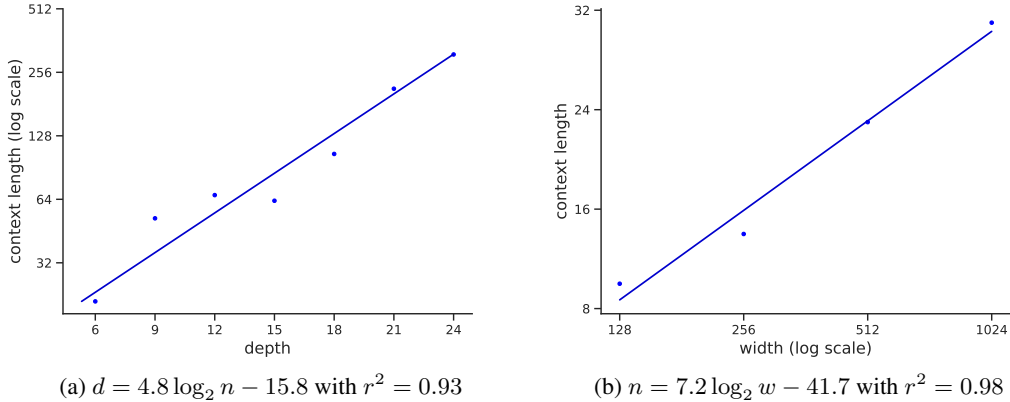 512
256
128
64
32
context length (log scale)
6 9 12 15 18 21 24
depth
(a) d = 4.8 log₂ n − 15.8 with r² = 0.93
32
24
16
8
context length
128 256 512 1024
width (log scale)
(b) n = 7.2 log₂ w − 41.7 with r² = 0.98